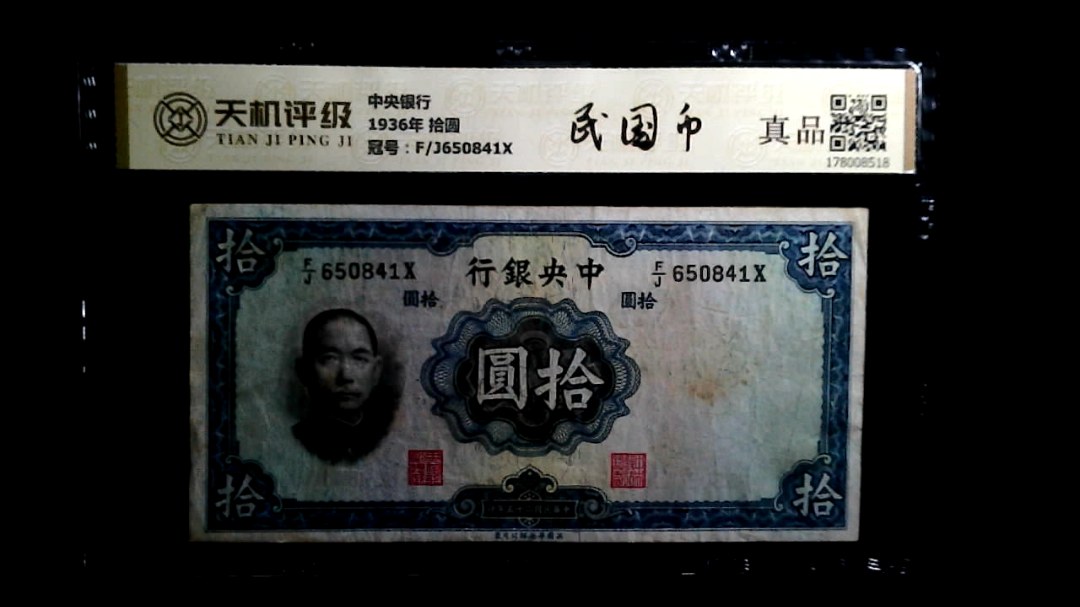 天机评级
TIAN JI PING JI
中央银行
1936年 拾圆
冠号：F/J650841X
民国币
真品
178008518
拾
F/J 650841X
行銀央中
F/J 650841X
拾
圓拾
圓拾
圓拾
拾
拾